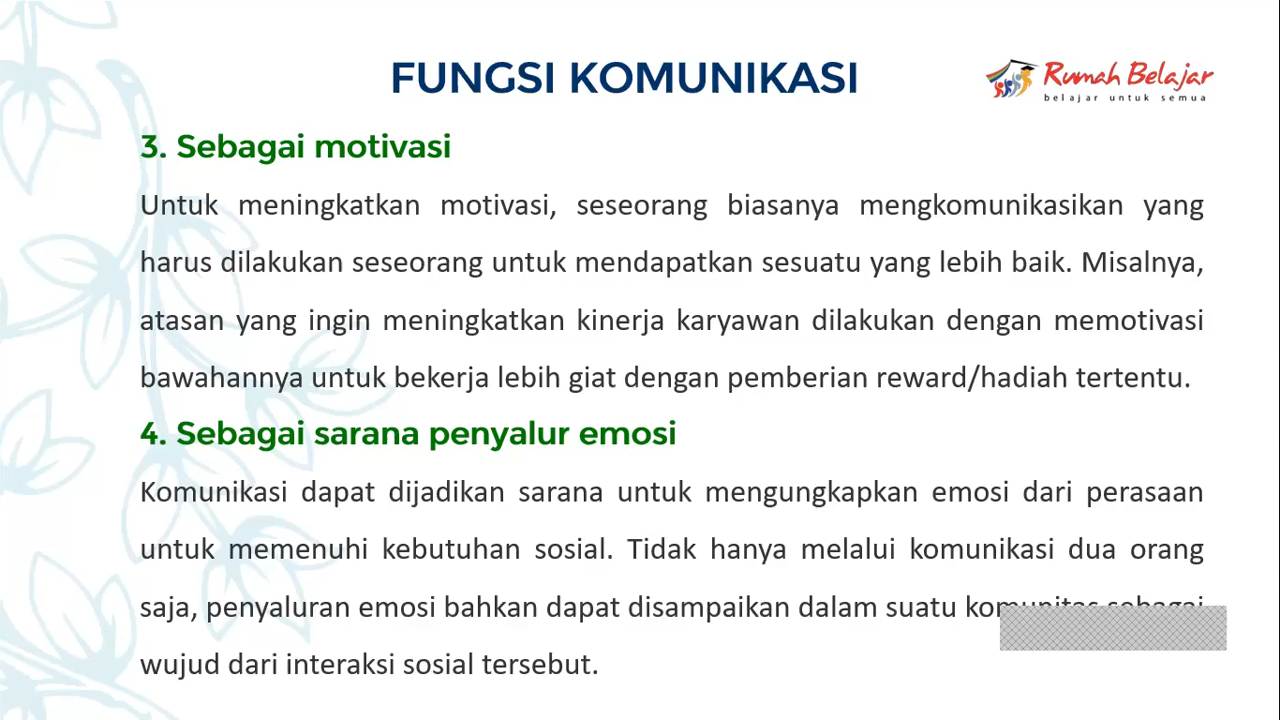 FUNGSI KOMUNIKASI
Rumah Belajar
belajar untuk semua
3. Sebagai motivasi
Untuk meningkatkan motivasi, seseorang biasanya mengkomunikasikan yang
harus dilakukan seseorang untuk mendapatkan sesuatu yang lebih baik. Misalnya,
atasan yang ingin meningkatkan kinerja karyawan dilakukan dengan memotivasi
bawahannya untuk bekerja lebih giat dengan pemberian reward/hadiah tertentu.
4. Sebagai sarana penyalur emosi
Komunikasi dapat dijadikan sarana untuk mengungkapkan emosi dari perasaan
untuk memenuhi kebutuhan sosial. Tidak hanya melalui komunikasi dua orang
saja, penyaluran emosi bahkan dapat disampaikan dalam suatu komunitas sebagai
wujud dari interaksi sosial tersebut.